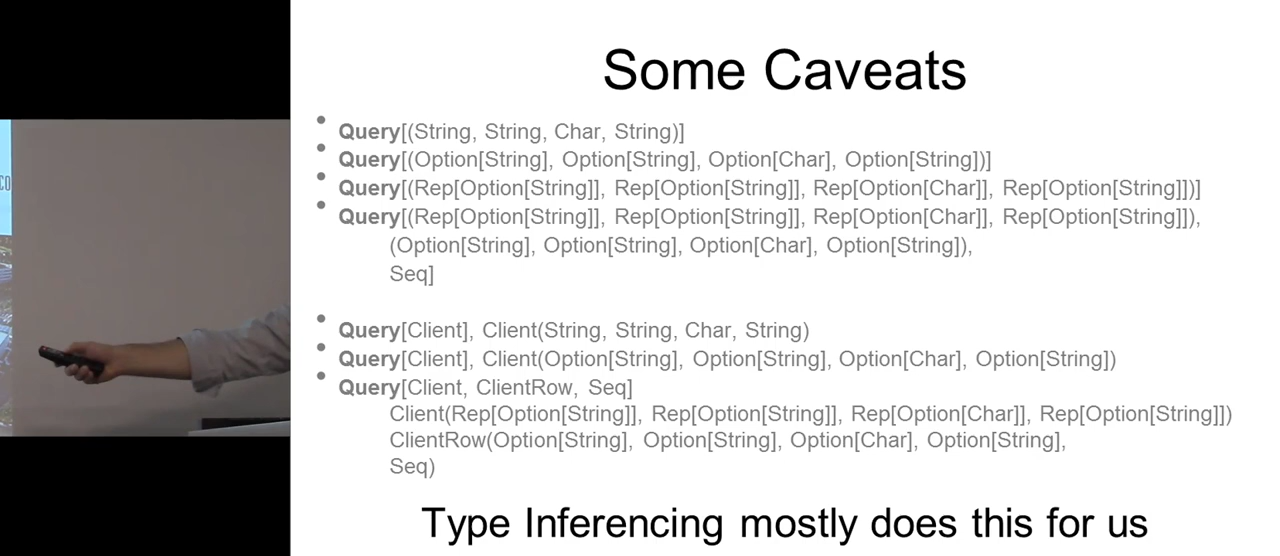 Some Caveats
Query[(String, String, Char, String)]
Query[(Option[String], Option[String], Option[Char], Option[String])]
Query[(Rep[Option[String]], Rep[Option[String]], Rep[Option[Char]], Rep[Option[String]])]
Query[(Rep[Option[String]], Rep[Option[String]], Rep[Option[Char]], Rep[Option[String]]),
(Option[String], Option[String], Option[Char], Option[String]),
Seq]
Query[Client], Client(String, String, Char, String)
Query[Client], Client(Option[String], Option[String], Option[Char], Option[String])
Query[Client, ClientRow, Seq]
Client(Rep[Option[String]], Rep[Option[String]], Rep[Option[Char]], Rep[Option[String]])
ClientRow(Option[String], Option[String], Option[Char], Option[String],
Seq)
Type Inferencing mostly does this for us